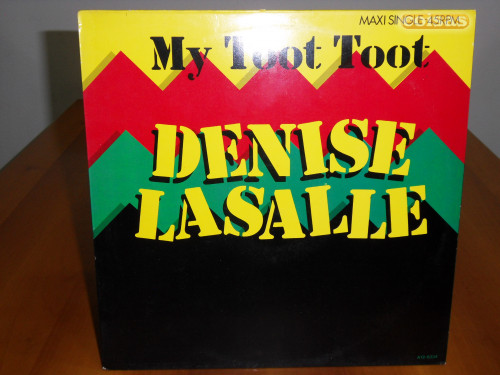 MAXI SINGLE-45RPM
My Toot Toot
DENISE
LASALLE